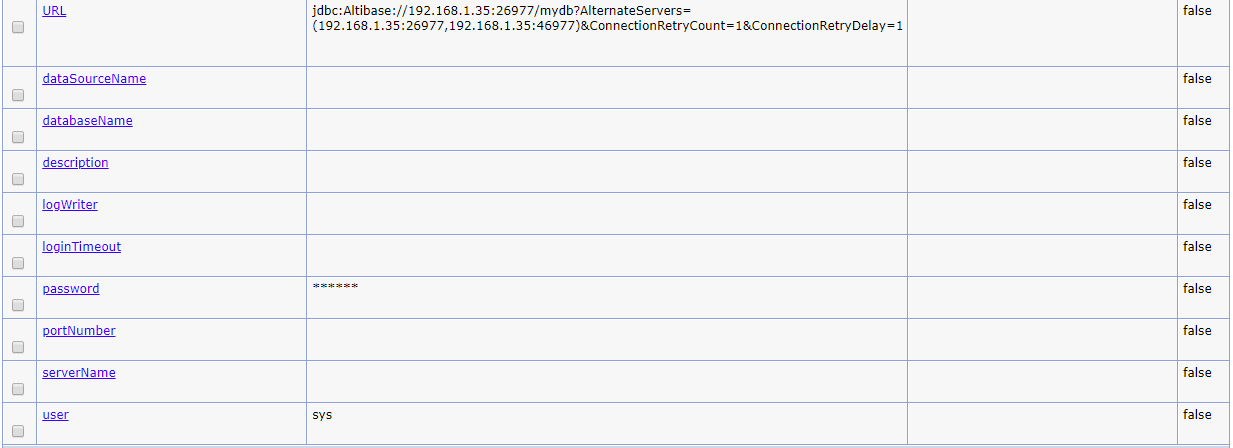 URL
jdbc:Altibase://192.168.1.35:26977/mydb?AlternateServers=
(192.168.1.35:26977,192.168.1.35:46977)&ConnectionRetryCount=1&ConnectionRetryDelay=1
false
dataSourceName
false
databaseName
false
description
false
logWriter
false
loginTimeout
false
password
******
false
portNumber
false
serverName
false
user
sys
false